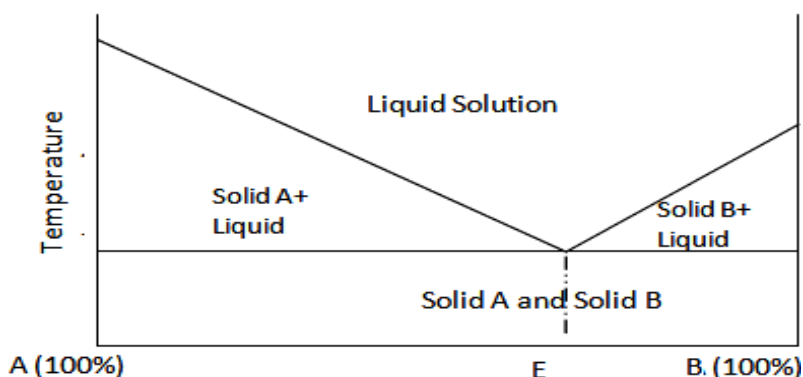 Liquid Solution
Temperature
Solid A+
Liquid
Solid B+
Liquid
Solid A and Solid B
A (100%)
E
B. (100%)